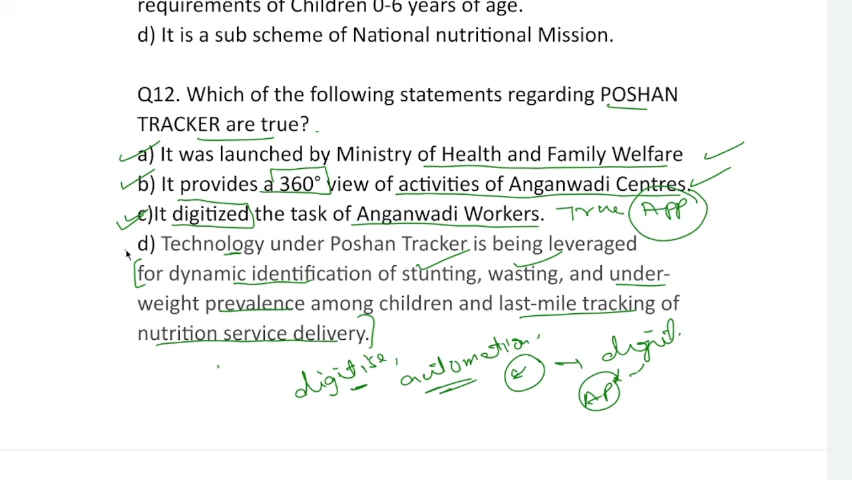 requirements of Children 0-6 years of age.
d) It is a sub scheme of National nutritional Mission.
Q12. Which of the following statements regarding POSHAN
TRACKER are true?
a) It was launched by Ministry of Health and Family Welfare
b) It provides a 360° view of activities of Anganwadi Centres.
c)It digitized the task of Anganwadi Workers. True APP
d) Technology under Poshan Tracker is being leveraged
for dynamic identification of stunting, wasting, and under-
weight prevalence among children and last-mile tracking of
nutrition service delivery.
digitise, automation,
APP